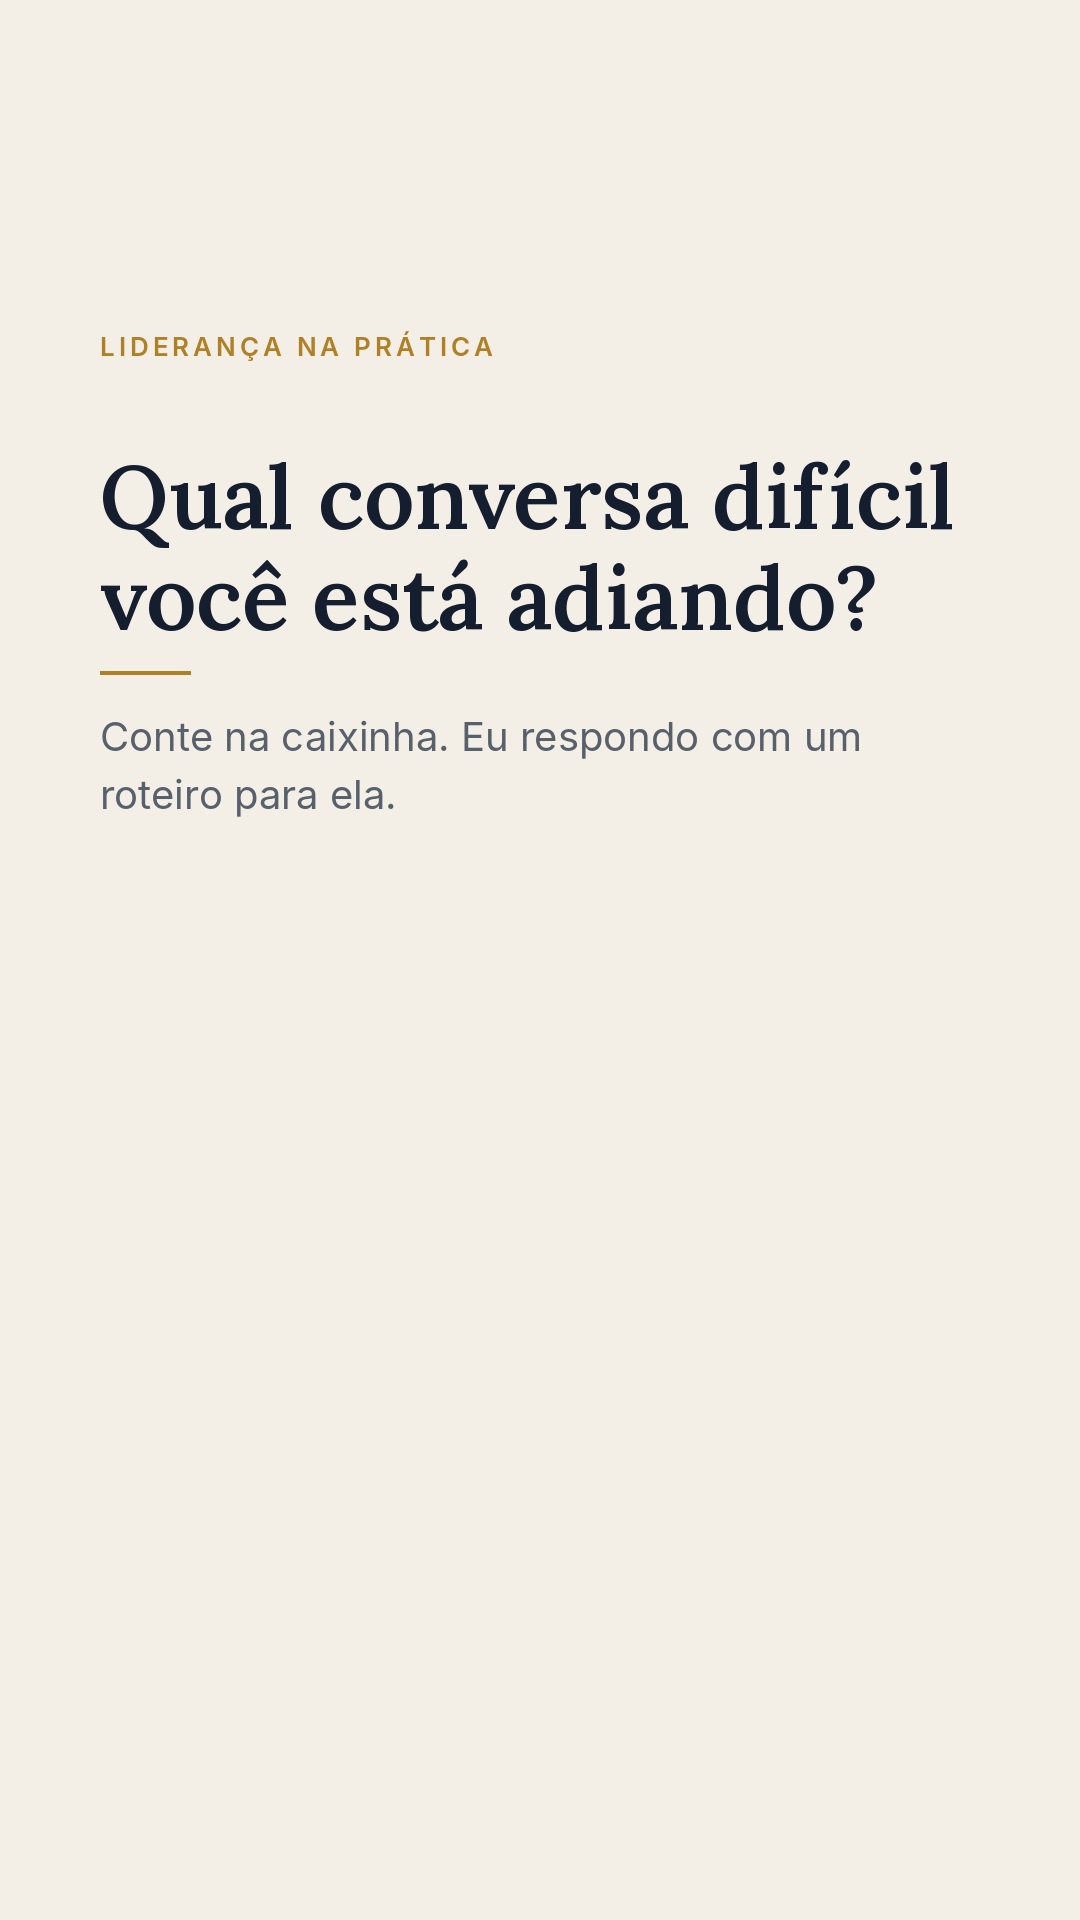 LIDERANÇA NA PRÁTICA
Qual conversa difícil
você está adiando?
Conte na caixinha. Eu respondo com um
roteiro para ela.